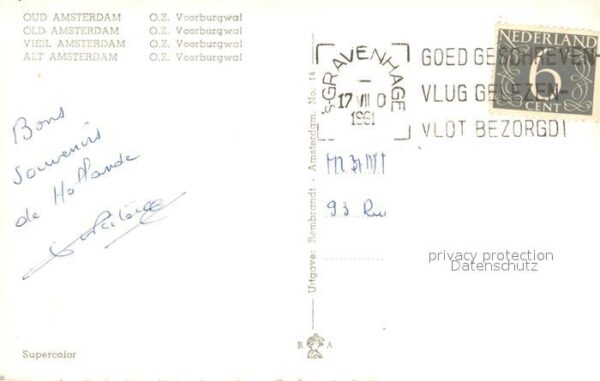 OUD AMSTERDAM O.Z. Voorburgwal
OLD AMSTERDAM O.Z. Voorburgwal
VIEIL AMSTERDAM O.Z. Voorburgwal
ALT AMSTERDAM O.Z. Voorburgwal
Bons
Souvenirs
de Hollande
Supercolor
Uitgave: Rembrandt - Amsterdam. No. 14
R A
's-GRAVENHAGE
17 VII 0
1961
GOED GESCHREVEN-
VLUG GELEZEN-
VLOT BEZORGD!
NEDERLAND
6
CENT
93 Rue
privacy protection
Datenschutz